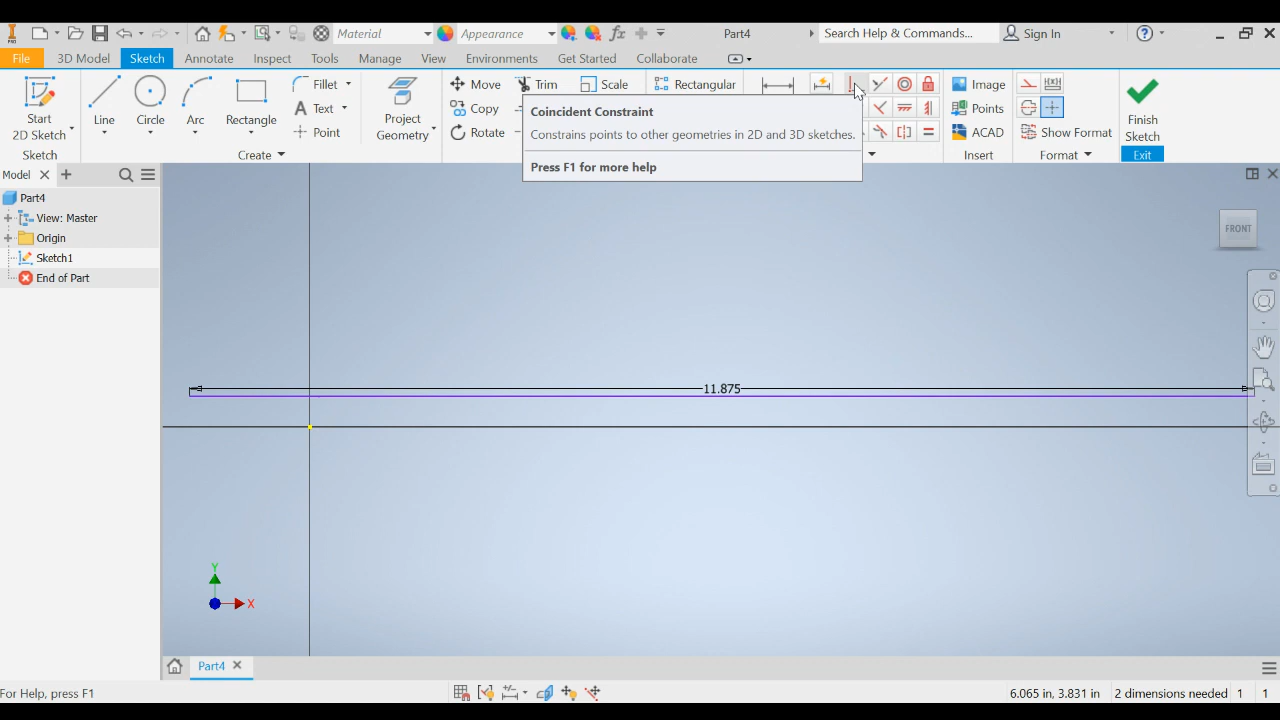 Material
Appearance
Part4
Search Help & Commands...
Sign In
File
3D Model
Sketch
Annotate
Inspect
Tools
Manage
View
Environments
Get Started
Collaborate
Start
2D Sketch
Sketch
Line
Circle
Arc
Rectangle
Fillet
Text
Point
Create
Project
Geometry
Move
Copy
Rotate
Trim
Scale
Rectangular
Coincident Constraint
Constrains points to other geometries in 2D and 3D sketches.
Press F1 for more help
Image
Points
ACAD
Insert
Show Format
Format
Finish
Sketch
Exit
Model
Part4
View: Master
Origin
Sketch1
End of Part
FRONT
11.875
Y
X
Part4
For Help, press F1
6.065 in, 3.831 in
2 dimensions needed
1
1